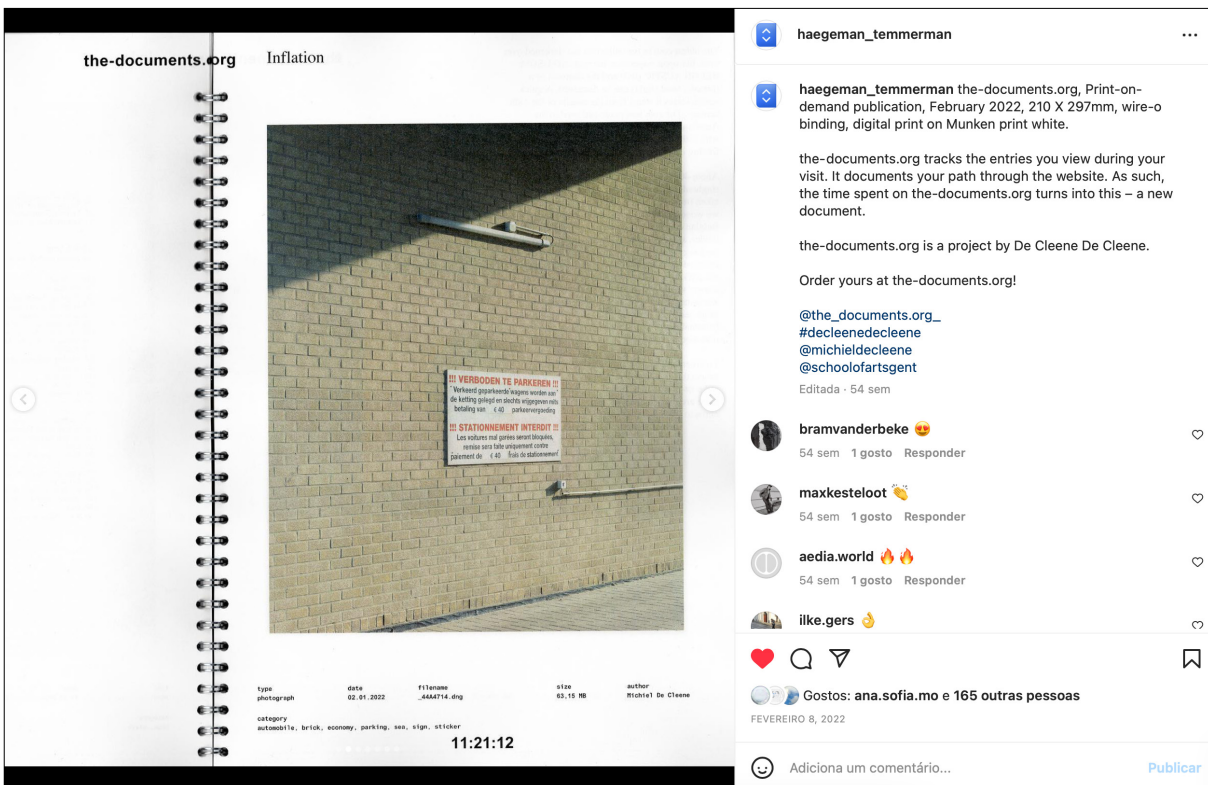 the-documents.org
Inflation
!!! VERBODEN TE PARKEREN !!!
Verkeerd geparkeerde wagens worden aan
de ketting gelegd en slechts vrijgegeven mits
betaling van € 40 parkeervergoeding
!!! STATIONNEMENT INTERDIT !!!
Les voitures mal garées seront bloquées,
remise sera faite uniquement contre
paiement de € 40 frais de stationnement
type
photograph
date
02.01.2022
filename
_44A4714.dng
size
63,15 MB
author
Michiel De Cleene
category
automobile, brick, economy, parking, sea, sign, sticker
11:21:12
haegeman_temmerman
haegeman_temmerman the-documents.org, Print-on-
demand publication, February 2022, 210 X 297mm, wire-o
binding, digital print on Munken print white.
the-documents.org tracks the entries you view during your
visit. It documents your path through the website. As such,
the time spent on the-documents.org turns into this – a new
document.
the-documents.org is a project by De Cleene De Cleene.
Order yours at the-documents.org!
@the_documents.org_
#decleenedecleene
@michieldecleene
@schoolofartsgent
Editada · 54 sem
bramvanderbeke 😍
54 sem 1 gosto Responder
maxkesteloot 👏
54 sem 1 gosto Responder
aedia.world 🔥🔥
54 sem 1 gosto Responder
ilke.gers 👌
Gostos: ana.sofia.mo e 165 outras pessoas
FEVEREIRO 8, 2022
Adiciona um comentário...
Publicar